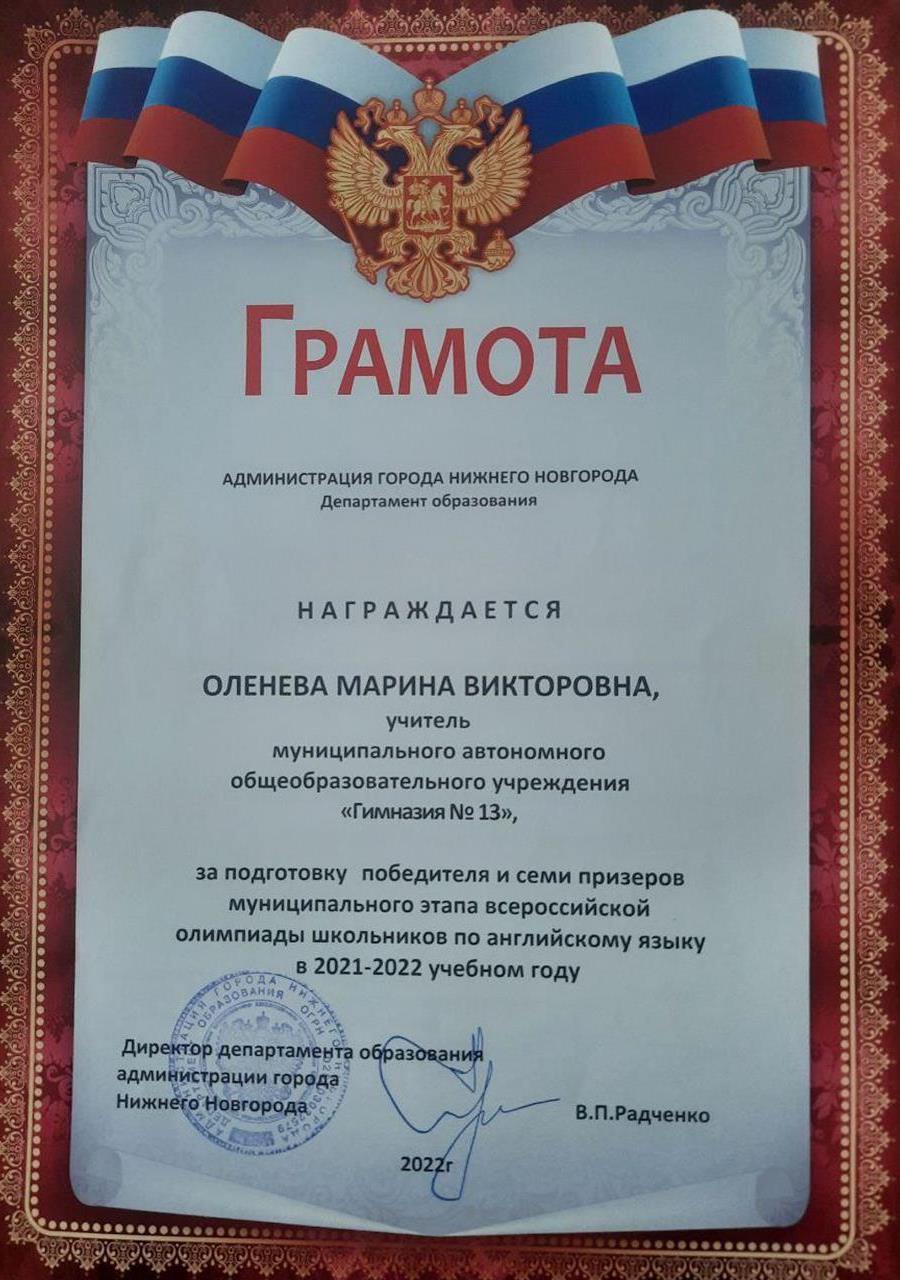 ГРАМОТА
АДМИНИСТРАЦИЯ ГОРОДА НИЖНЕГО НОВГОРОДА
Департамент образования
НАГРАЖДАЕТСЯ
ОЛЕНЕВА МАРИНА ВИКТОРОВНА,
учитель
муниципального автономного
общеобразовательного учреждения
«Гимназия № 13»,
за подготовку победителя и семи призеров
муниципального этапа всероссийской
олимпиады школьников по английскому языку
в 2021-2022 учебном году
Директор департамента образования
администрации города
Нижнего Новгорода
В.П.Радченко
2022г